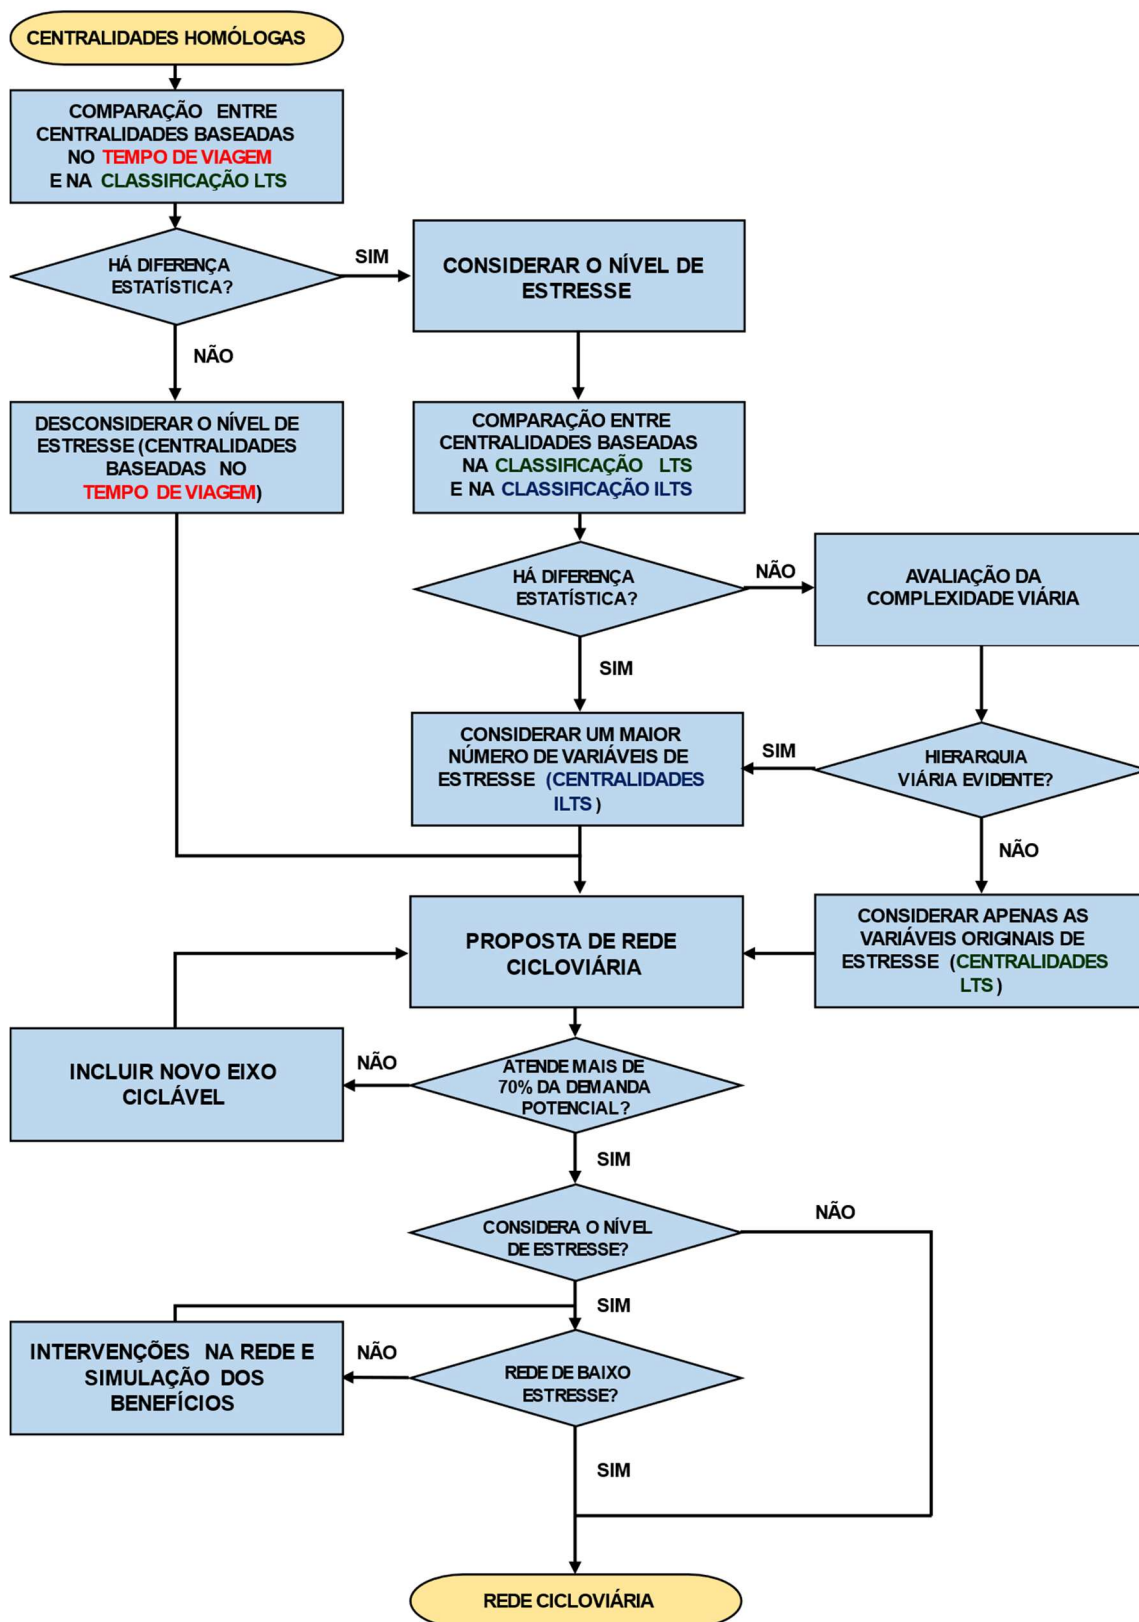 CENTRALIDADES HOMÓLOGAS
COMPARAÇÃO ENTRE
CENTRALIDADES BASEADAS
NO TEMPO DE VIAGEM
E NA CLASSIFICAÇÃO LTS
HÁ DIFERENÇA
ESTATÍSTICA?
SIM
CONSIDERAR O NÍVEL DE
ESTRESSE
NÃO
DESCONSIDERAR O NÍVEL DE
ESTRESSE (CENTRALIDADES
BASEADAS NO
TEMPO DE VIAGEM)
COMPARAÇÃO ENTRE
CENTRALIDADES BASEADAS
NA CLASSIFICAÇÃO LTS
E NA CLASSIFICAÇÃO ILTS
HÁ DIFERENÇA
ESTATÍSTICA?
NÃO
AVALIAÇÃO DA
COMPLEXIDADE VIÁRIA
SIM
CONSIDERAR UM MAIOR
NÚMERO DE VARIÁVEIS DE
ESTRESSE (CENTRALIDADES
ILTS)
SIM
HIERARQUIA
VIÁRIA EVIDENTE?
NÃO
PROPOSTA DE REDE
CICLOVIÁRIA
CONSIDERAR APENAS AS
VARIÁVEIS ORIGINAIS DE
ESTRESSE (CENTRALIDADES
LTS)
INCLUIR NOVO EIXO
CICLÁVEL
NÃO
ATENDE MAIS DE
70% DA DEMANDA
POTENCIAL?
SIM
CONSIDERA O NÍVEL
DE ESTRESSE?
NÃO
SIM
INTERVENÇÕES NA REDE E
SIMULAÇÃO DOS
BENEFÍCIOS
NÃO
REDE DE BAIXO
ESTRESSE?
SIM
REDE CICLOVIÁRIA